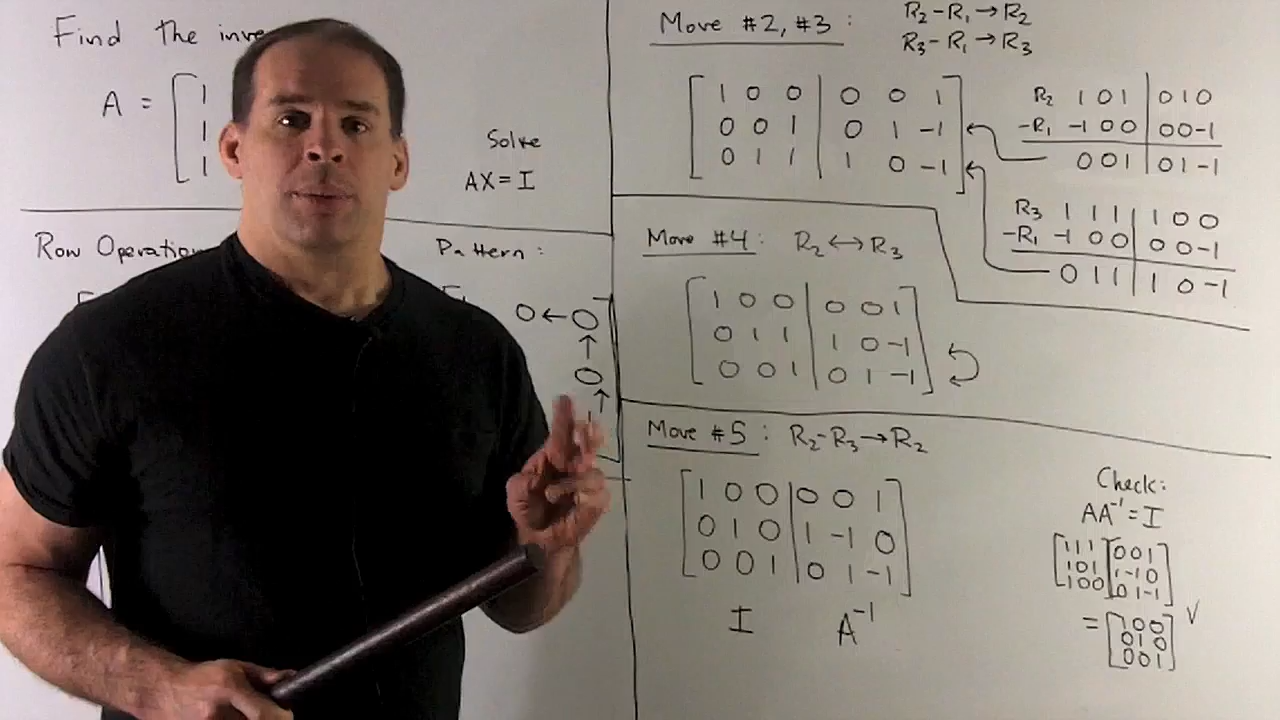 Find the
A = [ 1
1
1
Solve
AX = I
Row
Pattern :
0 ← 0
↑
0
↑
Move #2, #3 : R₂-R₁→R₂
R₃-R₁→R₃
[ 1 0 0 | 0 0 1 ]
[ 0 0 1 | 0 1 -1 ]
[ 0 1 1 | 1 0 -1 ]
R₂ 1 0 1 | 0 1 0
-R₁ -1 0 0 | 0 0 -1
0 0 1 | 0 1 -1
R₃ 1 1 1 | 1 0 0
-R₁ -1 0 0 | 0 0 -1
0 1 1 | 1 0 -1
Move #4 : R₂ ↔ R₃
[ 1 0 0 | 0 0 1 ]
[ 0 1 1 | 1 0 -1 ]
[ 0 0 1 | 0 1 -1 ]
Move #5 : R₂-R₃→R₂
[ 1 0 0 | 0 0 1 ]
[ 0 1 0 | 1 -1 0 ]
[ 0 0 1 | 0 1 -1 ]
I A⁻¹
Check:
AA⁻¹ = I
[ 1 1 1 ] [ 0 0 1 ]
[ 1 0 1 ] [ 1 -1 0 ]
[ 1 0 0 ] [ 0 1 -1 ]
= [ 1 0 0 ] √
[ 0 1 0 ]
[ 0 0 1 ]